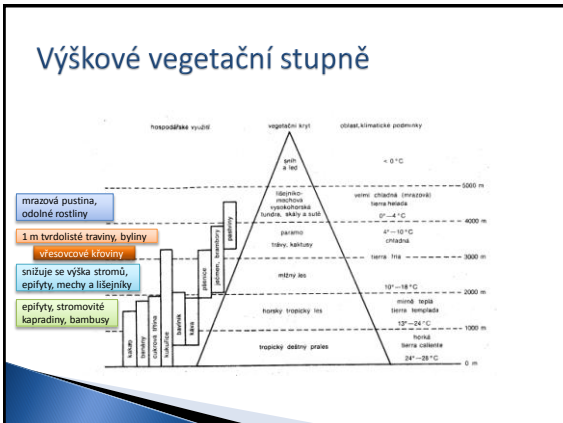 Výškové vegetační stupně
hospodářské využití
vegetační kryt
oblast, klimatické podmínky
sníh
a led
< 0°C
5000 m
mrazová pustina,
odolné rostliny
lišejníko-
mechová
vysokohorská
tundra, skály a sutě
velmi chladná (mrazová)
tierra helada
0°—4°C
4000 m
1 m tvrdolisté traviny, byliny
vřesovcové křoviny
pastviny
paramo
trávy, kaktusy
4°—10°C
chladná
tierra fria
3000 m
snižuje se výška stromů,
epifyty, mechy a lišejníky
pšenice
ječmen, brambory
mlžný les
10°—18°C
2000 m
epifyty, stromovité
kapradiny, bambusy
mírně teplá
tierra templada
horský tropický les
13°—24°C
1000 m
kakao
banány
cukrová třtina
kukuřice
bavlník
káva
tropický deštný prales
horká
tierra caliente
24°—28°C
0 m